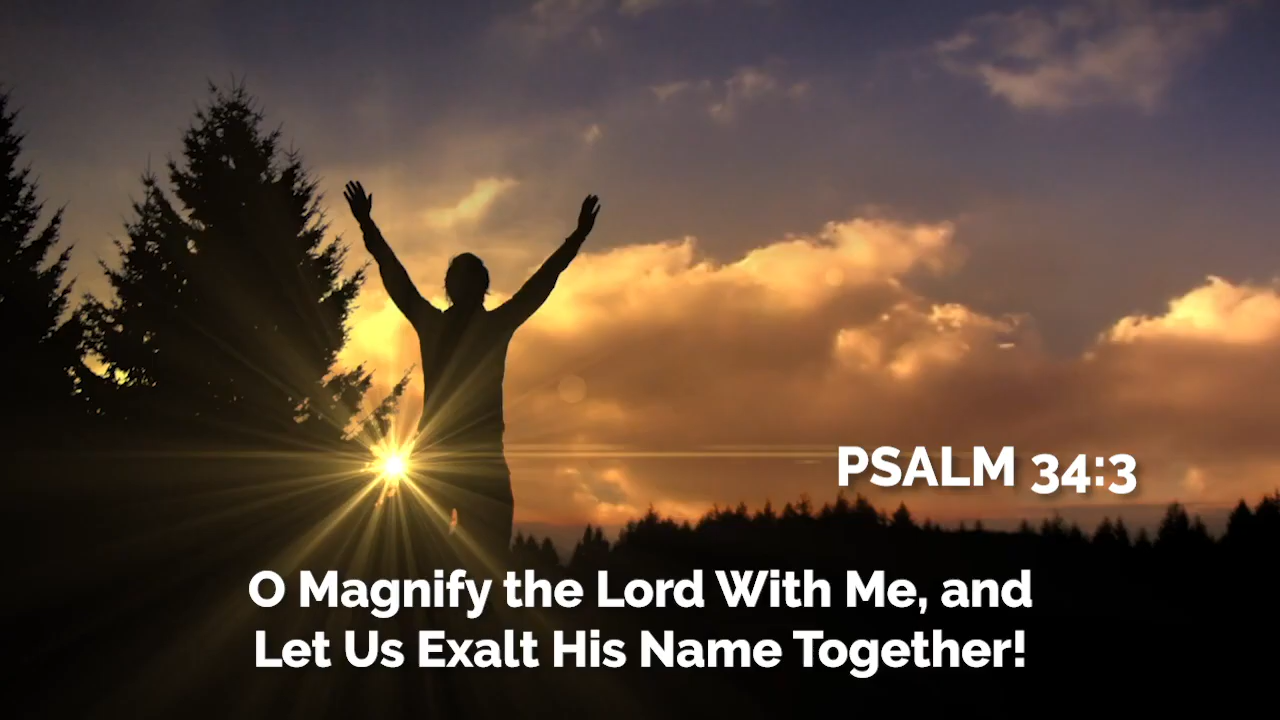 PSALM 34:3
O Magnify the Lord With Me, and
Let Us Exalt His Name Together!